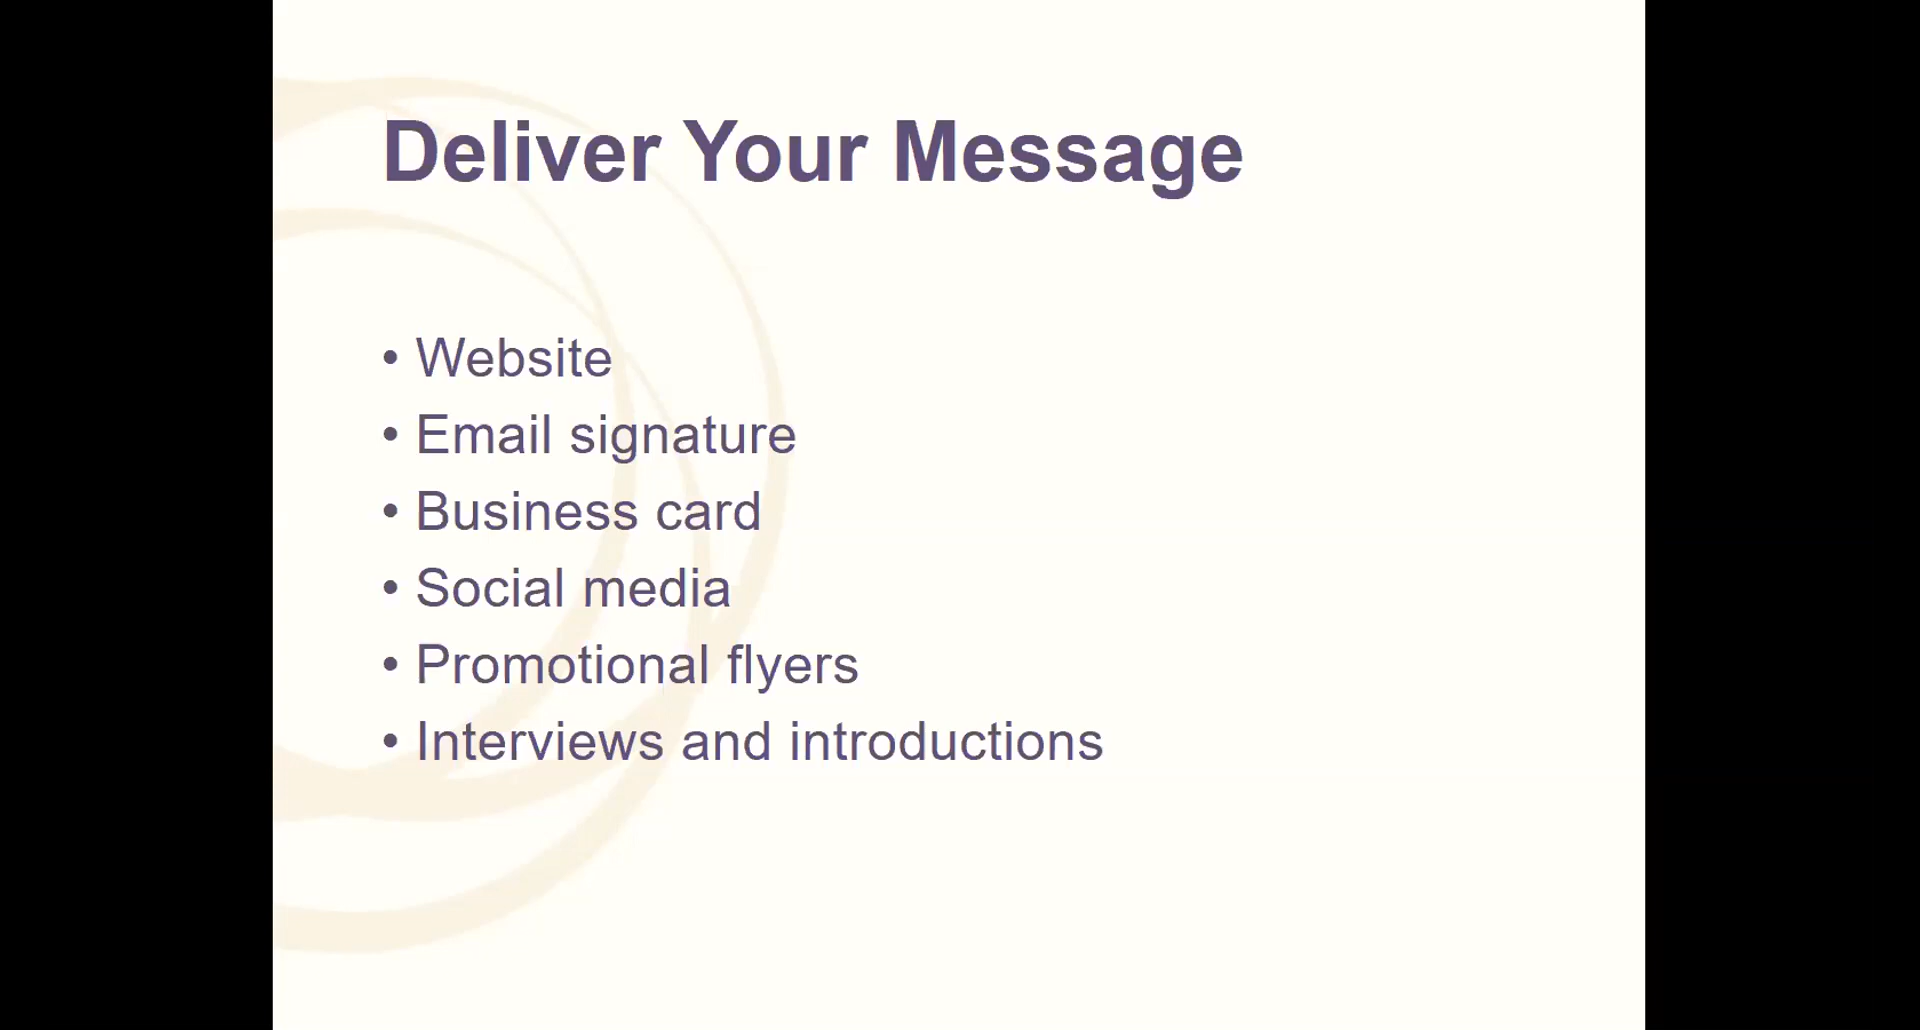 Deliver Your Message
• Website
• Email signature
• Business card
• Social media
• Promotional flyers
• Interviews and introductions